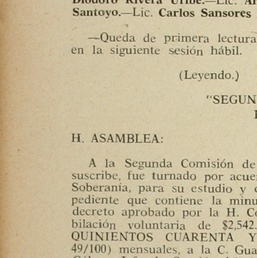 Diódoro Rivera Uribe.—Lic.
Santoyo.—Lic. Carlos Sansores
—Queda de primera lectura
en la siguiente sesión hábil.
(Leyendo.)
"SEGUN
H. ASAMBLEA:
A la Segunda Comisión de
suscribe, fue turnado por acue
Soberanía, para su estudio y
pediente que contiene la minu
decreto aprobado por la H. C
bilación voluntaria de $2,542.
QUINIENTOS CUARENTA Y
49/100) mensuales, a la C. Gua